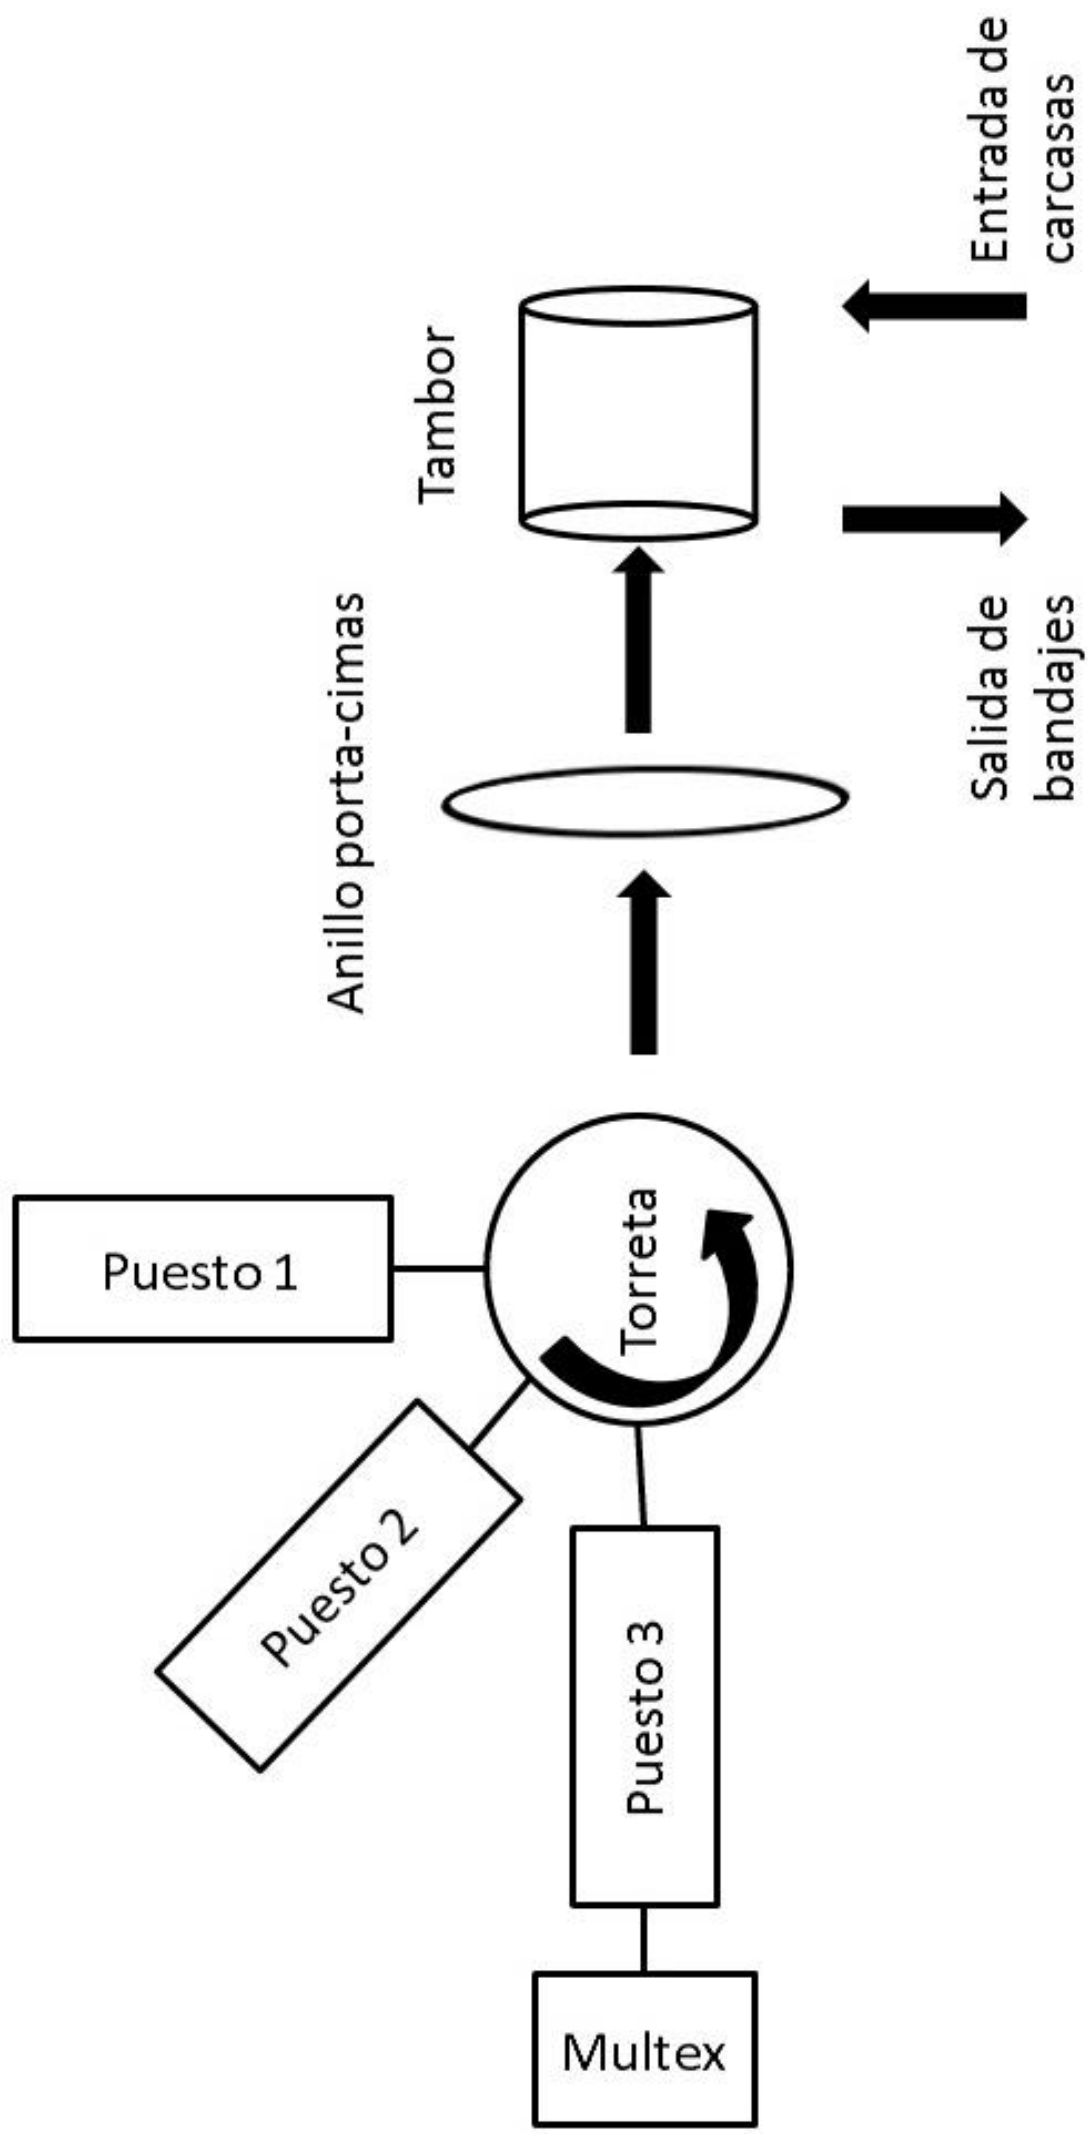 Puesto 1
Puesto 2
Puesto 3
Multex
Torreta
Anillo porta-cimas
Tambor
Salida de
bandajes
Entrada de
carcasas